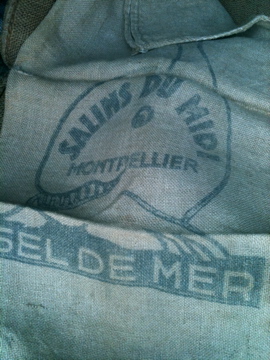 SALINS DU MIDI
MONTPELLIER
SEL DE MER